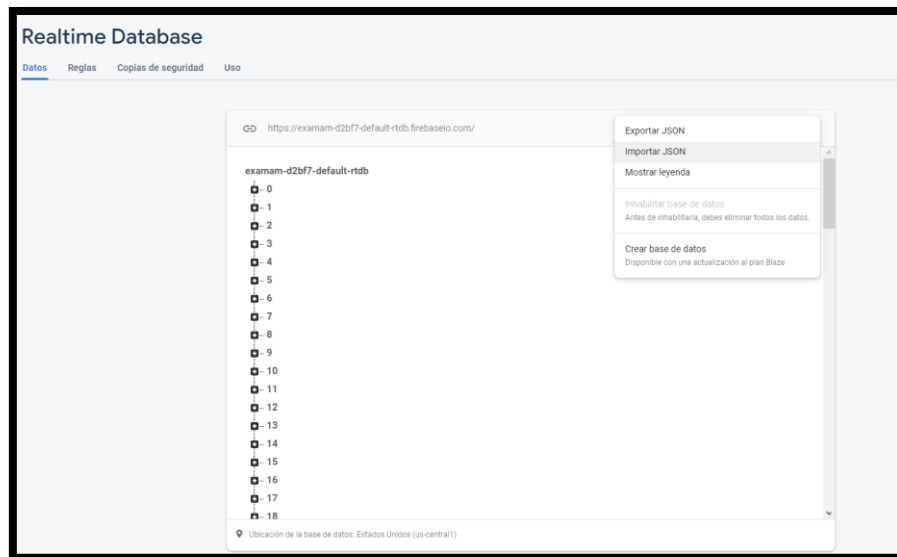 Realtime Database
Datos Reglas Copias de seguridad Uso
https://examam-d2bf7-default-rtdb.firebaseio.com/
Exportar JSON
Importar JSON
Mostrar leyenda
Inhabilitar base de datos
Antes de inhabilitarla, debes eliminar todos los datos.
Crear base de datos
Disponible con una actualización al plan Blaze
examam-d2bf7-default-rtdb
0
1
2
3
4
5
6
7
8
9
10
11
12
13
14
15
16
17
18
Ubicación de la base de datos: Estados Unidos (us-central1)